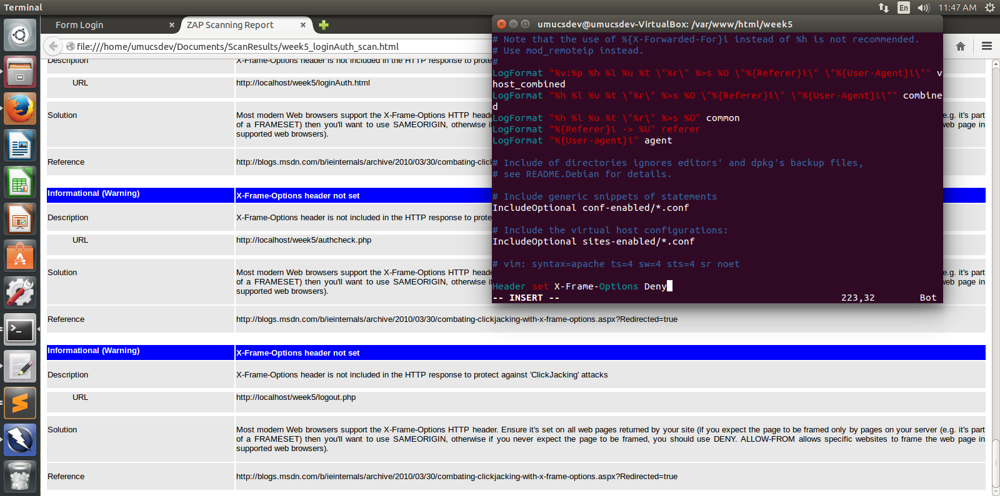 Terminal
En
11:47 AM
Form Login
ZAP Scanning Report
umucsdev@umucsdev-VirtualBox: /var/www/html/week5
file:///home/umucsdev/Documents/ScanResults/week5_loginAuth_scan.html
Description X-Frame-Options header is not included in the HTTP response to prote
URL http://localhost/week5/loginAuth.html
Solution Most modern Web browsers support the X-Frame-Options HTTP heade e.g. it's part
of a FRAMESET) then you'll want to use SAMEORIGIN, otherwise i web page in
supported web browsers).
Reference http://blogs.msdn.com/b/ieinternals/archive/2010/03/30/combating-clickj
Informational (Warning) X-Frame-Options header not set
Description X-Frame-Options header is not included in the HTTP response to prote
URL http://localhost/week5/authcheck.php
Solution Most modern Web browsers support the X-Frame-Options HTTP heade e.g. it's part
of a FRAMESET) then you'll want to use SAMEORIGIN, otherwise i web page in
supported web browsers).
Reference http://blogs.msdn.com/b/ieinternals/archive/2010/03/30/combating-clickjacking-with-x-frame-options.aspx?Redirected=true
Informational (Warning) X-Frame-Options header not set
Description X-Frame-Options header is not included in the HTTP response to protect against 'ClickJacking' attacks
URL http://localhost/week5/logout.php
Solution Most modern Web browsers support the X-Frame-Options HTTP header. Ensure it's set on all web pages returned by your site (if you expect the page to be framed only by pages on your server (e.g. it's part
of a FRAMESET) then you'll want to use SAMEORIGIN, otherwise if you never expect the page to be framed, you should use DENY. ALLOW-FROM allows specific websites to frame the web page in
supported web browsers).
Reference http://blogs.msdn.com/b/ieinternals/archive/2010/03/30/combating-clickjacking-with-x-frame-options.aspx?Redirected=true
# Note that the use of %{X-Forwarded-For}i instead of %h is not recommended.
# Use mod_remoteip instead.
#
LogFormat "%v:%p %h %l %u %t \"%r\" %>s %O \"%{Referer}i\" \"%{User-Agent}i\"" v
host_combined
LogFormat "%h %l %u %t \"%r\" %>s %O \"%{Referer}i\" \"%{User-Agent}i\"" combine
d
LogFormat "%h %l %u %t \"%r\" %>s %O" common
LogFormat "%{Referer}i -> %U" referer
LogFormat "%{User-agent}i" agent
# Include of directories ignores editors' and dpkg's backup files,
# see README.Debian for details.
# Include generic snippets of statements
IncludeOptional conf-enabled/*.conf
# Include the virtual host configurations:
IncludeOptional sites-enabled/*.conf
# vim: syntax=apache ts=4 sw=4 sts=4 sr noet
Header set X-Frame-Options Deny
-- INSERT -- 223,32 Bot